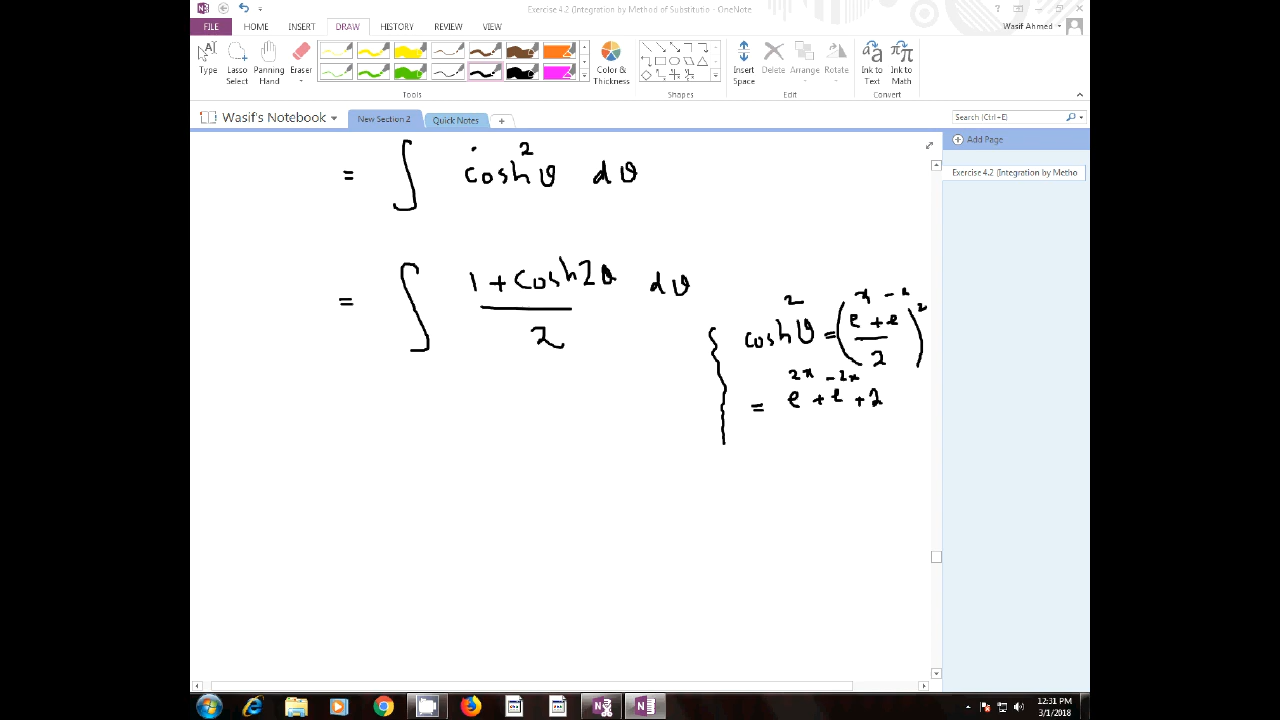 Exercise 4.2 (Integration by Method of Substitutio - OneNote
FILE HOME INSERT DRAW HISTORY REVIEW VIEW
Wasif Ahmed
Type Lasso Select Panning Hand Eraser Color & Thickness Insert Space Delete Arrange Rotate Ink to Text Ink to Math
Tools Shapes Edit Convert
Wasif's Notebook New Section 2 Quick Notes
Search (Ctrl+E)
Add Page
Exercise 4.2 (Integration by Metho
= ∫ cosh²θ dθ
= ∫ (1 + cosh2θ)/2 dθ
cosh²θ = ((eˣ + e⁻ˣ)/2)²
= e²ˣ + e⁻²ˣ + 2
12:31 PM
3/1/2018